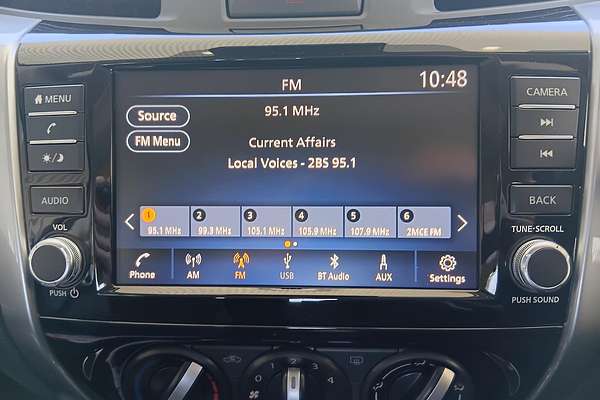 FM
10:48
MENU
CAMERA
Source
95.1 MHz
FM Menu
Current Affairs
Local Voices - 2BS 95.1
AUDIO
BACK
1 2 3 4 5 6
95.1 MHz 99.3 MHz 105.1 MHz 105.9 MHz 107.9 MHz 2MCE FM
VOL
TUNE·SCROLL
Phone AM FM USB BT Audio AUX Settings
PUSH
PUSH SOUND
0 2 4